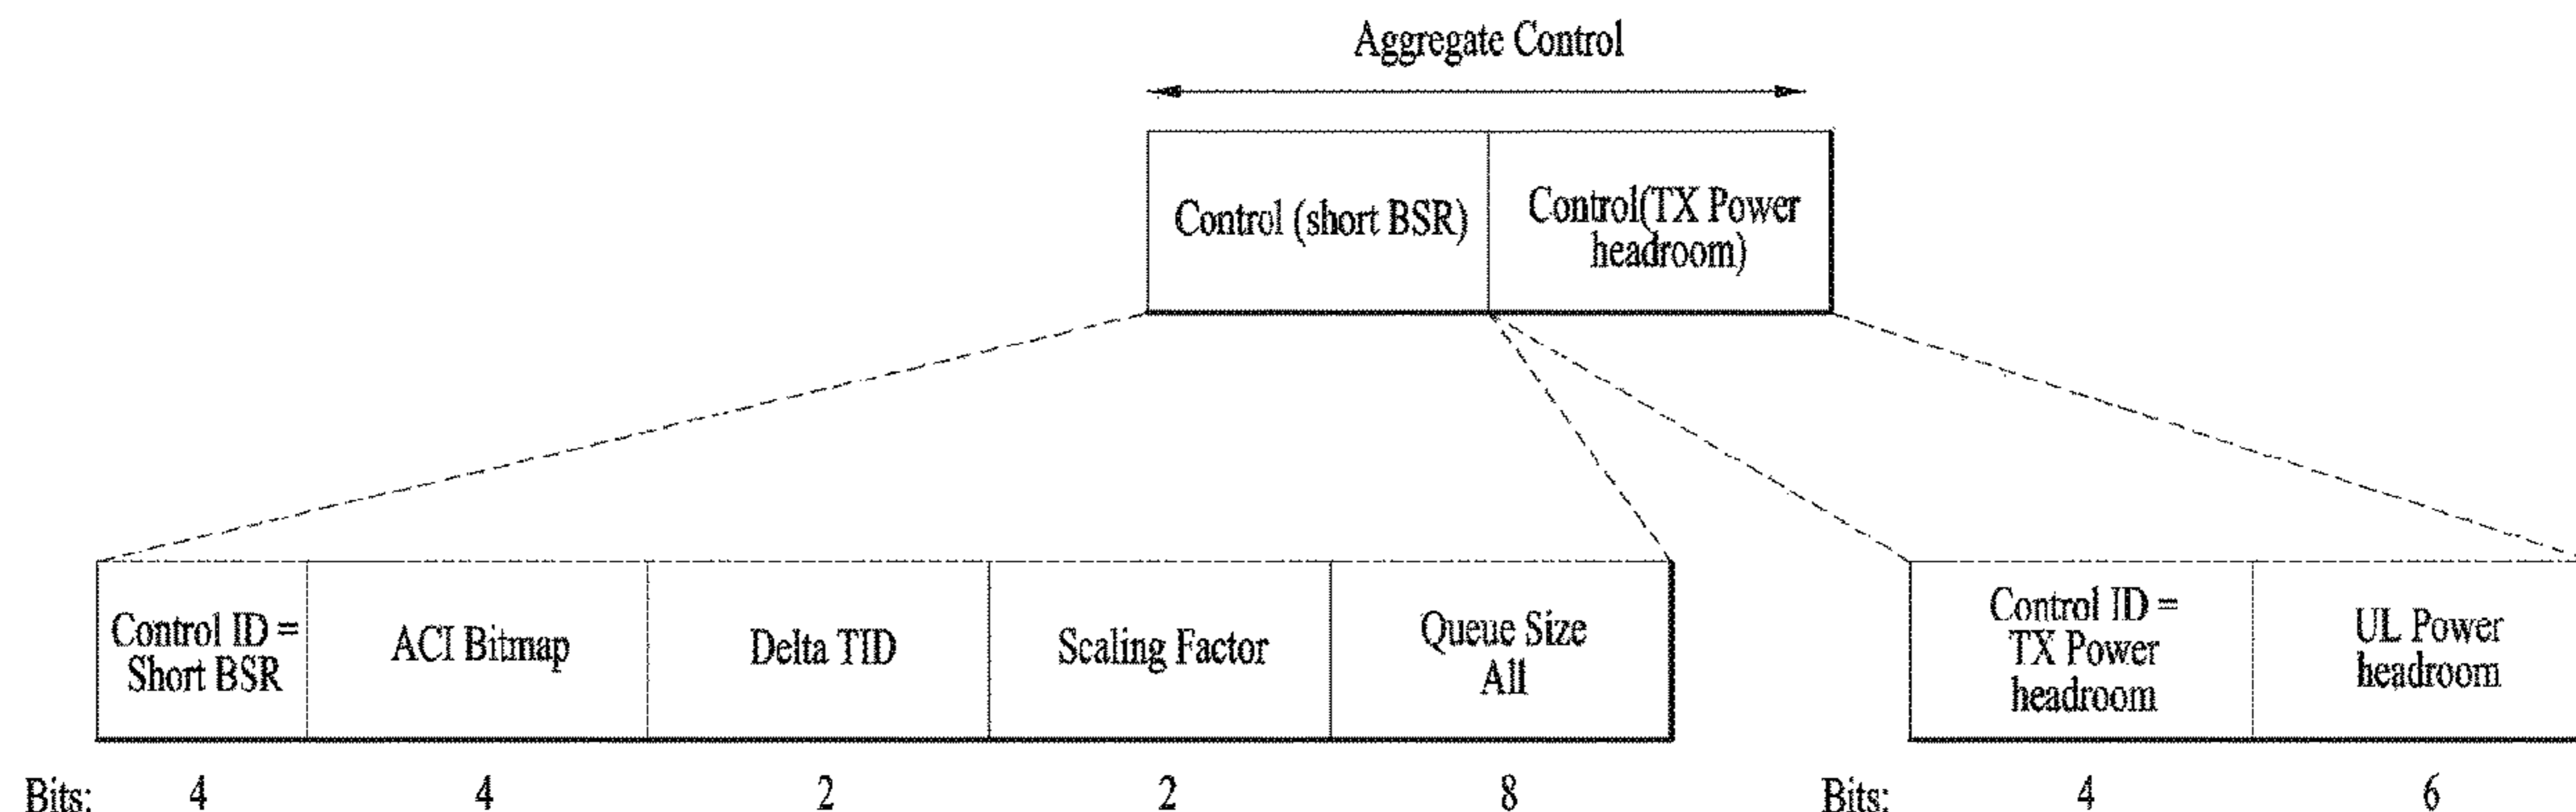 Aggregate Control
Control (short BSR)
Control(TX Power
headroom)
Control ID =
Short BSR
ACI Bitmap
Delta TID
Scaling Factor
Queue Size
All
Control ID =
TX Power
headroom
UL Power
headroom
Bits: 4 4 2 2 8
Bits: 4 6